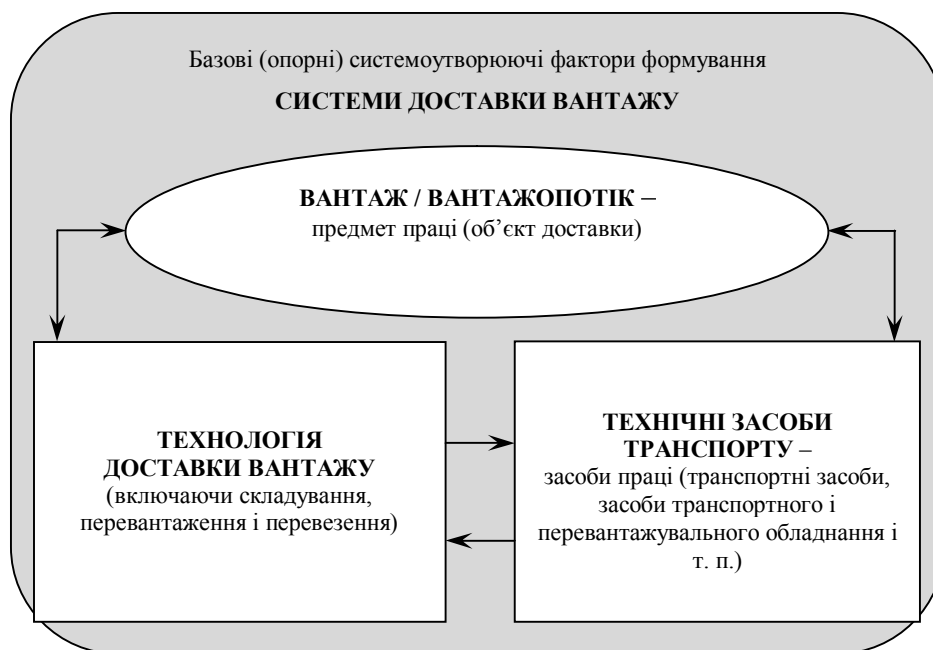 Базові (опорні) системоутворюючі фактори формування
СИСТЕМИ ДОСТАВКИ ВАНТАЖУ
ВАНТАЖ / ВАНТАЖОПОТІК –
предмет праці (об’єкт доставки)
ТЕХНОЛОГІЯ
ДОСТАВКИ ВАНТАЖУ
(включаючи складування,
перевантаження і перевезення)
ТЕХНІЧНІ ЗАСОБИ
ТРАНСПОРТУ –
засоби праці (транспортні засоби,
засоби транспортного і
перевантажувального обладнання і
т. п.)